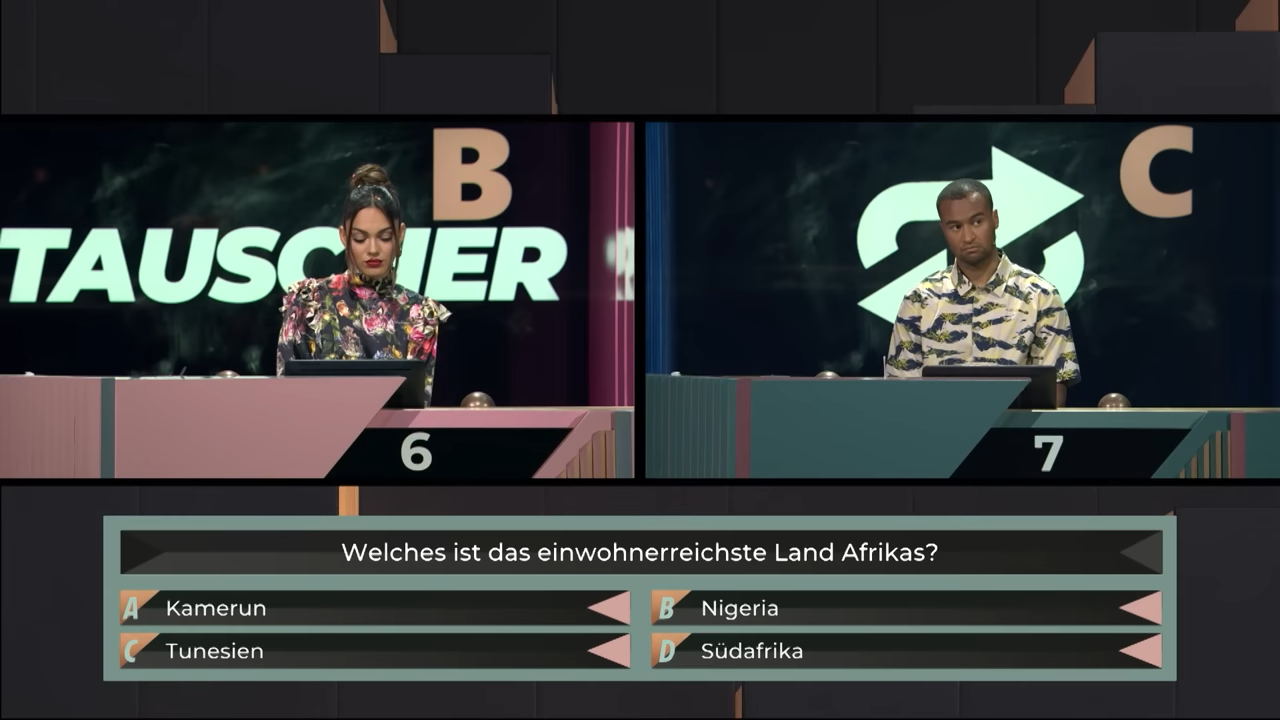 B
TAUSCHER
C
6
7
Welches ist das einwohnerreichste Land Afrikas?
A Kamerun
B Nigeria
C Tunesien
D Südafrika